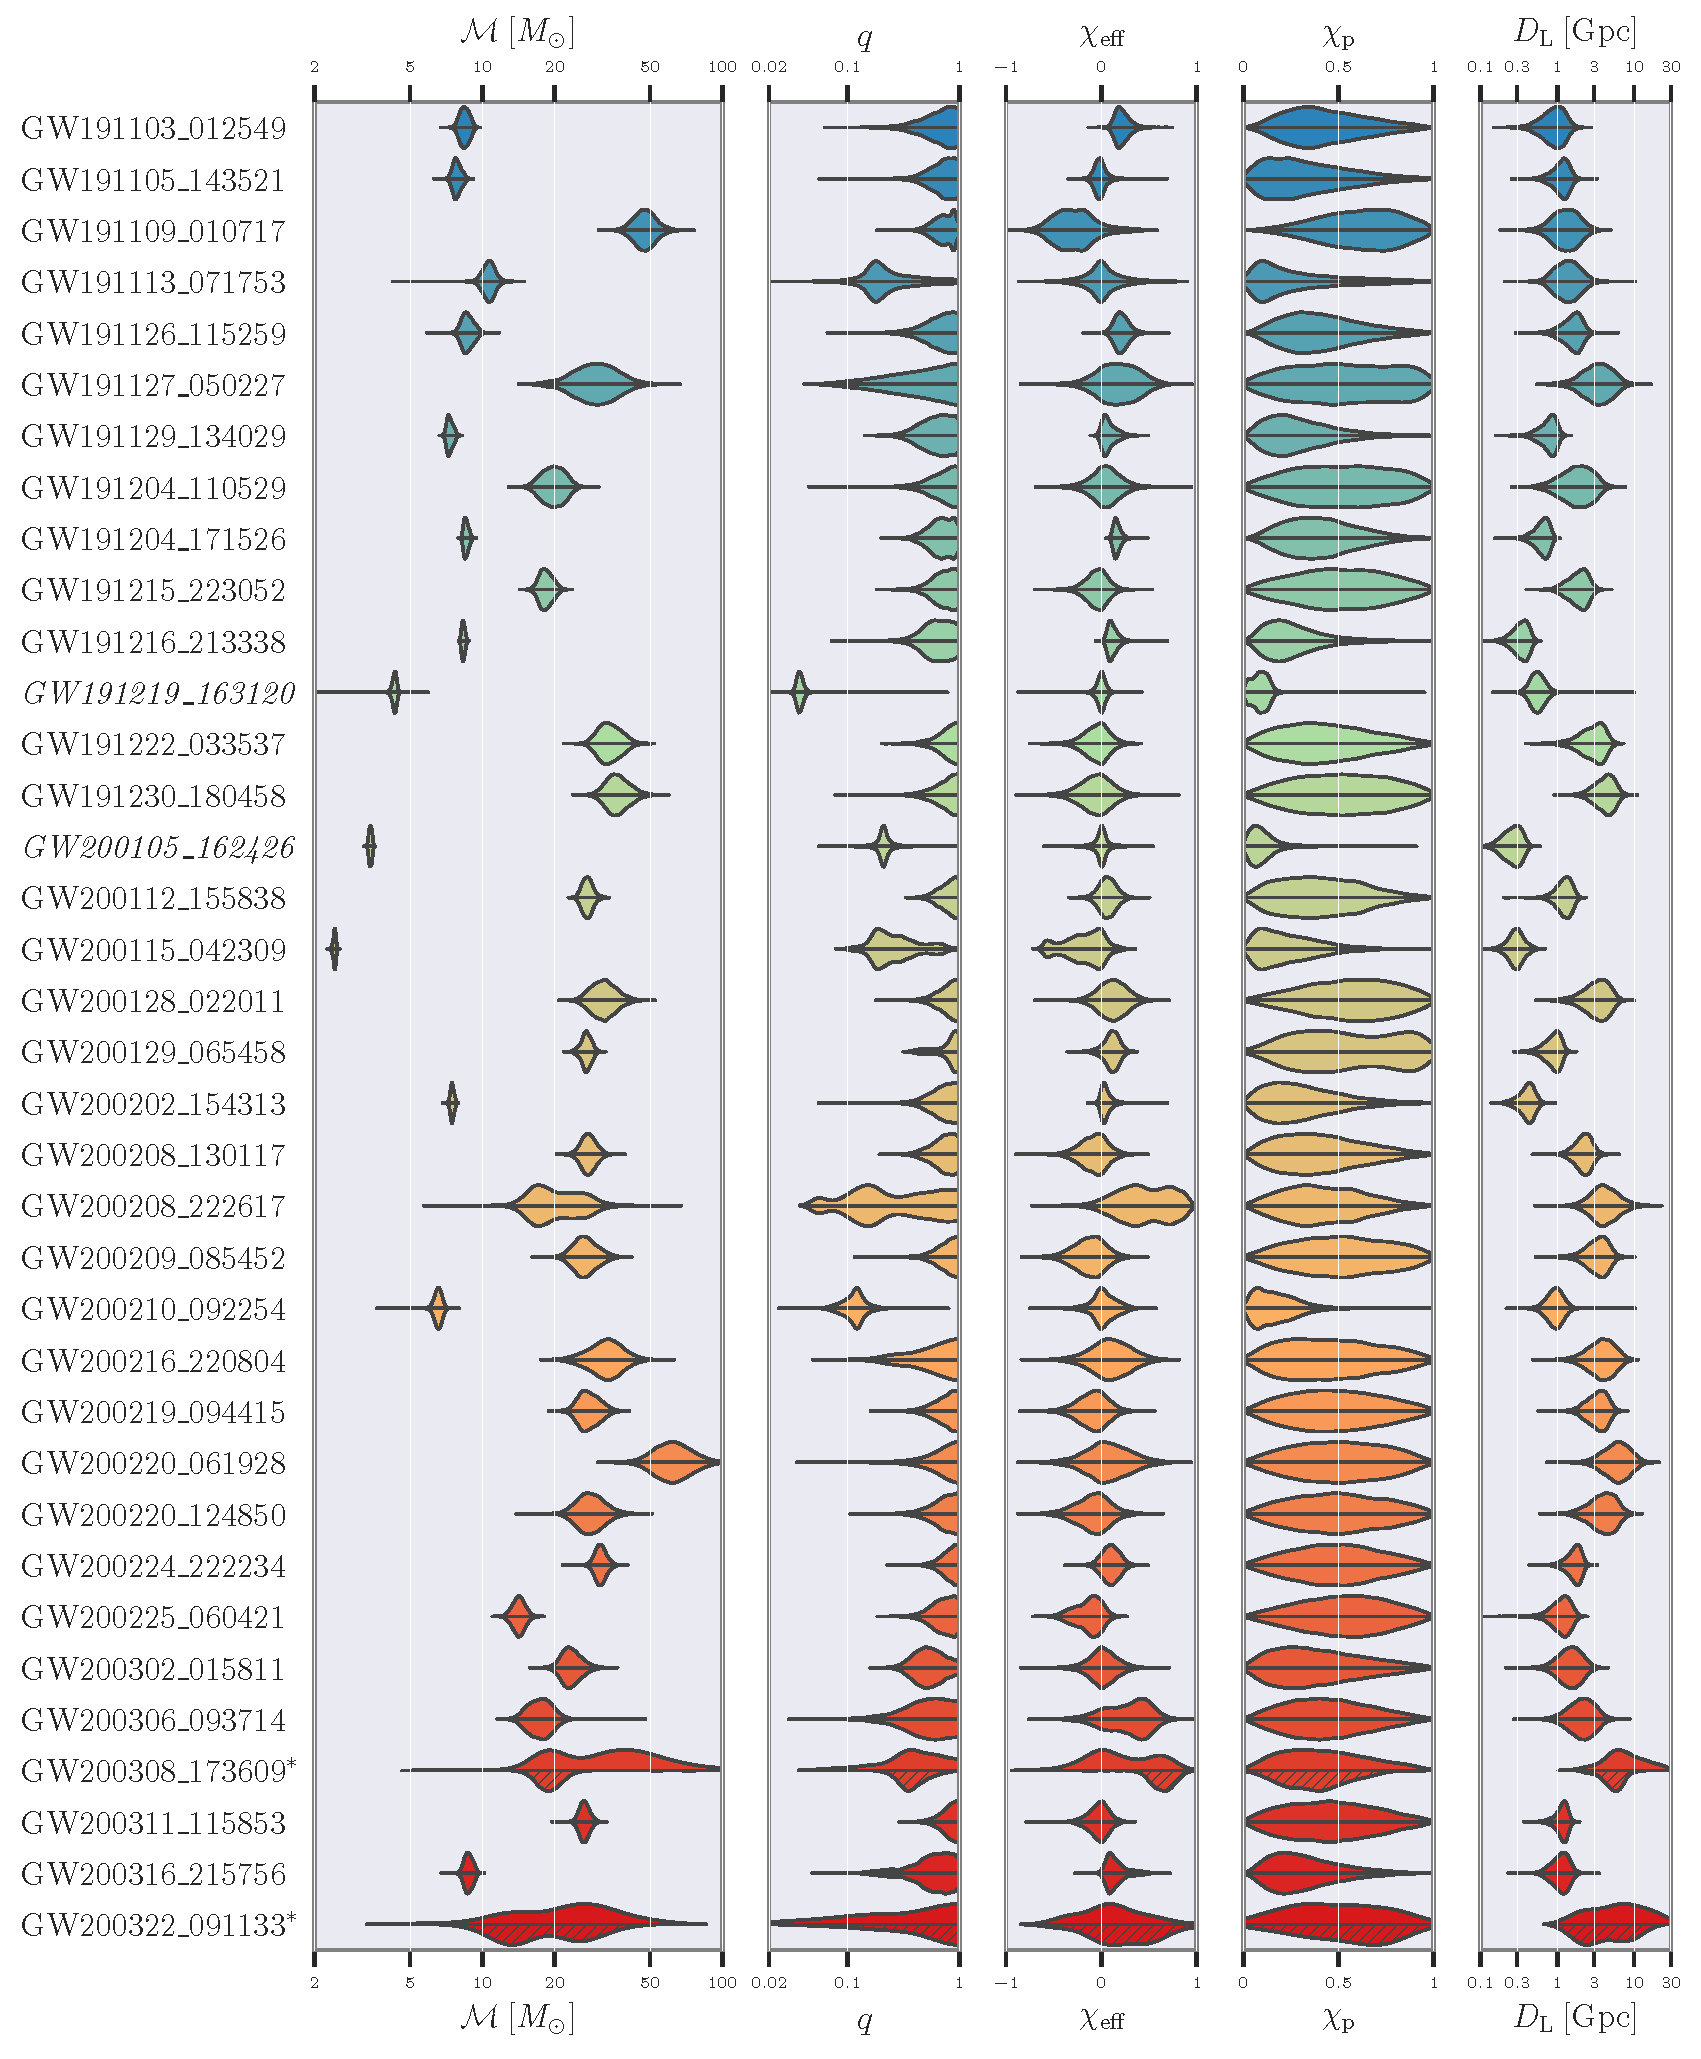 𝓜 [M⊙] q χeff χp D_L [Gpc]
2 5 10 20 50 100 0.02 0.1 1 −1 0 1 0 0.5 1 0.1 0.3 1 3 10 30
GW191103_012549
GW191105_143521
GW191109_010717
GW191113_071753
GW191126_115259
GW191127_050227
GW191129_134029
GW191204_110529
GW191204_171526
GW191215_223052
GW191216_213338
GW191219_163120
GW191222_033537
GW191230_180458
GW200105_162426
GW200112_155838
GW200115_042309
GW200128_022011
GW200129_065458
GW200202_154313
GW200208_130117
GW200208_222617
GW200209_085452
GW200210_092254
GW200216_220804
GW200219_094415
GW200220_061928
GW200220_124850
GW200224_222234
GW200225_060421
GW200302_015811
GW200306_093714
GW200308_173609*
GW200311_115853
GW200316_215756
GW200322_091133*
2 5 10 20 50 100 0.02 0.1 1 −1 0 1 0 0.5 1 0.1 0.3 1 3 10 30
𝓜 [M⊙] q χeff χp D_L [Gpc]